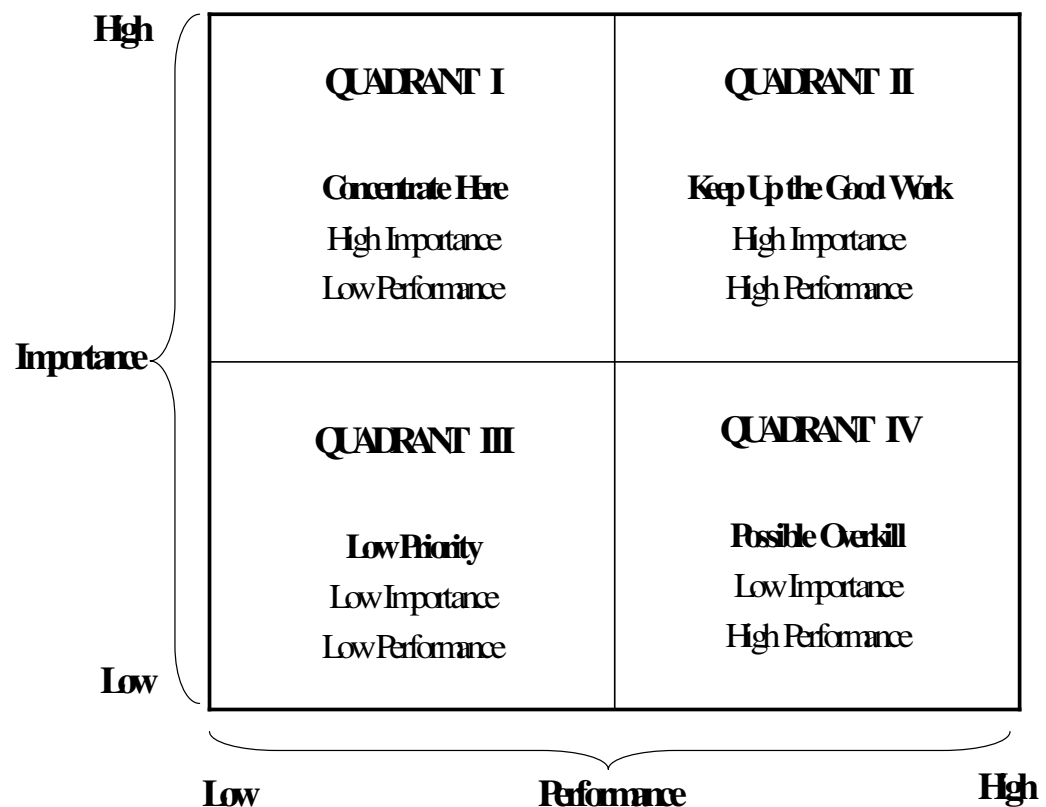 High
QUADRANT I
Concentrate Here
High Importance
Low Performance
QUADRANT II
Keep Up the Good Work
High Importance
High Performance
Importance
QUADRANT III
Low Priority
Low Importance
Low Performance
QUADRANT IV
Possible Overkill
Low Importance
High Performance
Low
Low
Performance
High